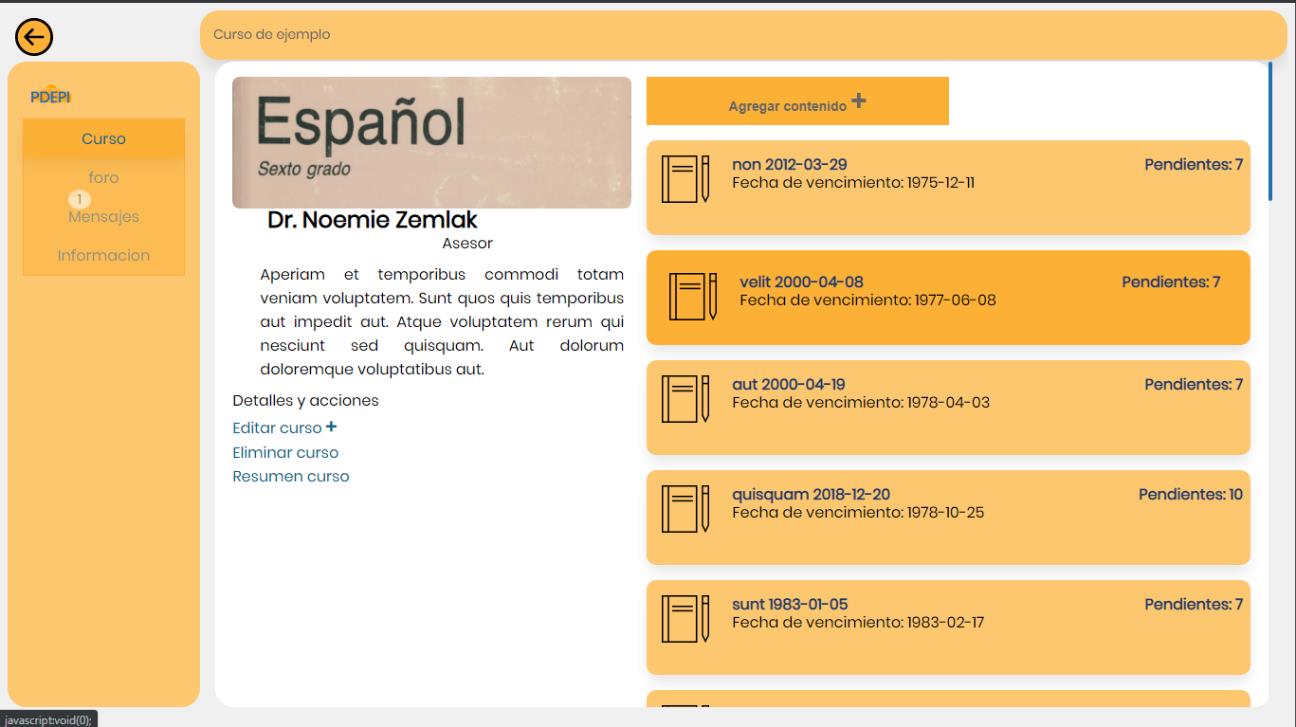 Curso de ejemplo
PDEPI
Curso
foro
1
Mensajes
Informacion
Español
Sexto grado
Dr. Noemie Zemlak
Asesor
Aperiam et temporibus commodi totam
veniam voluptatem. Sunt quos quis temporibus
aut impedit aut. Atque voluptatem rerum qui
nesciunt sed quisquam. Aut dolorum
doloremque voluptatibus aut.
Detalles y acciones
Editar curso +
Eliminar curso
Resumen curso
Agregar contenido +
non 2012-03-29 Pendientes: 7
Fecha de vencimiento: 1975-12-11
velit 2000-04-08 Pendientes: 7
Fecha de vencimiento: 1977-06-08
aut 2000-04-19 Pendientes: 7
Fecha de vencimiento: 1978-04-03
quisquam 2018-12-20 Pendientes: 10
Fecha de vencimiento: 1978-10-25
sunt 1983-01-05 Pendientes: 7
Fecha de vencimiento: 1983-02-17
javascript:void(0);